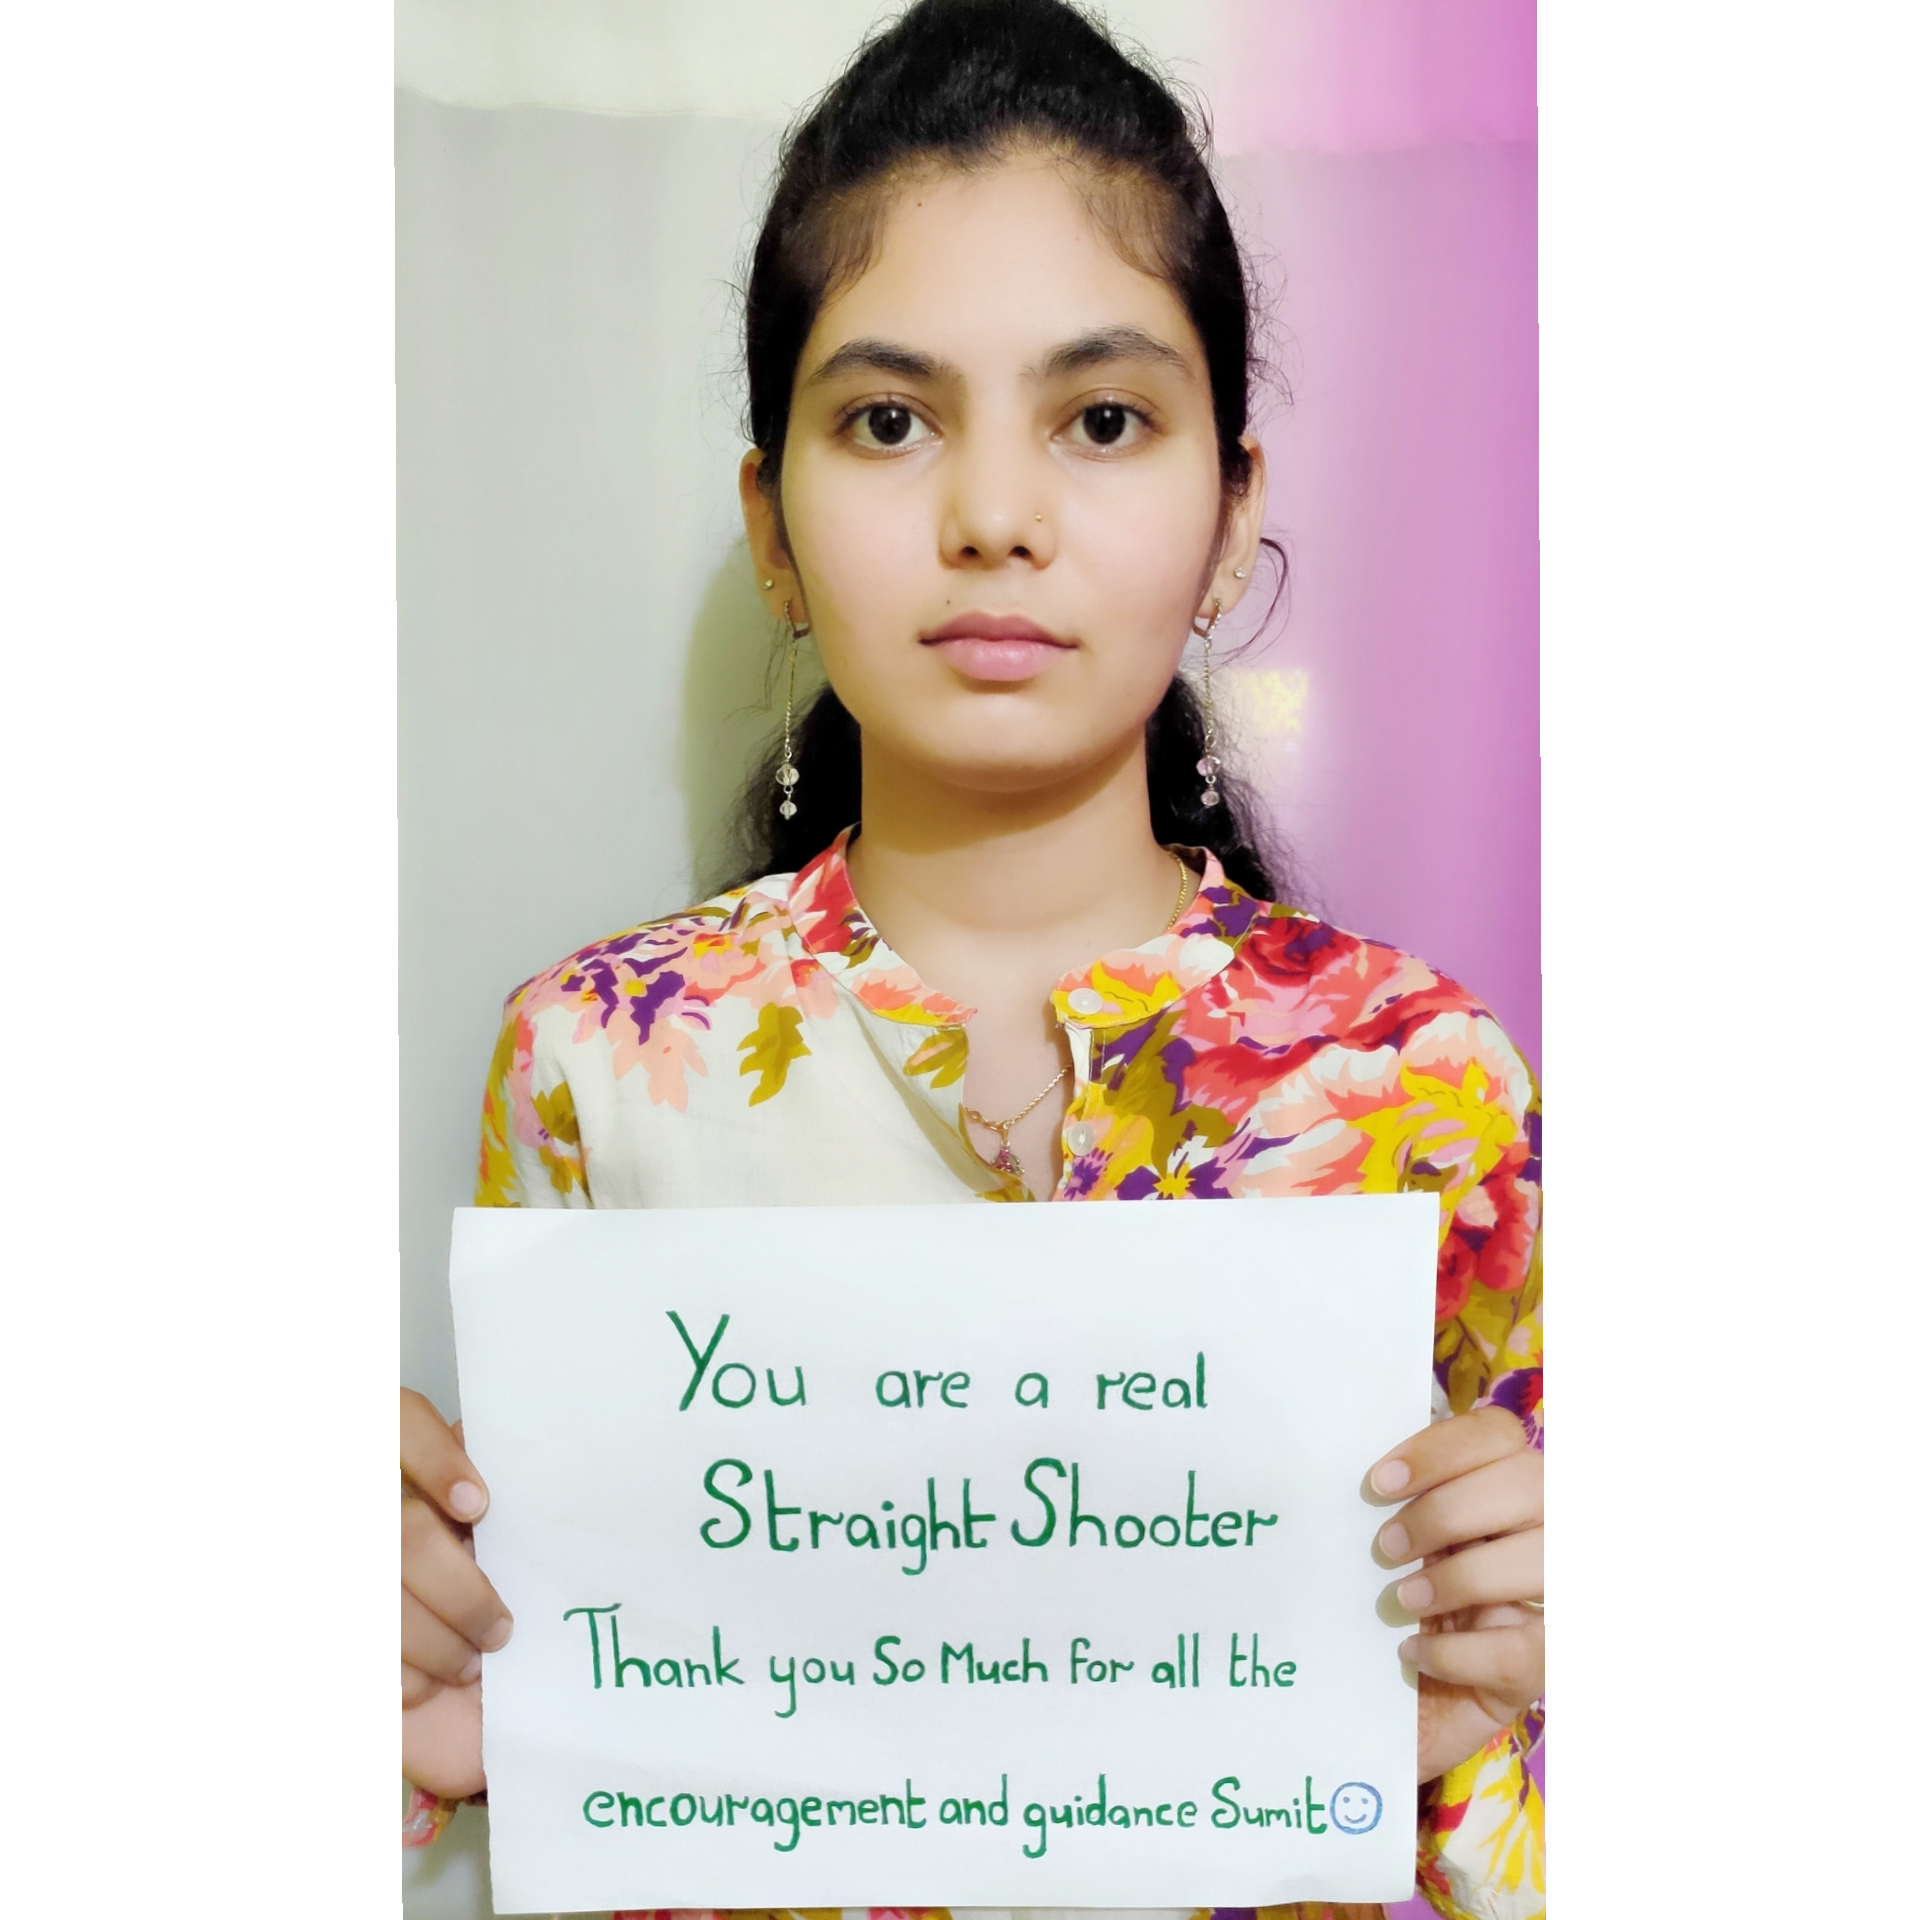 You are a real
Straight Shooter
Thank you So Much for all the
encouragement and guidance Sumit☺